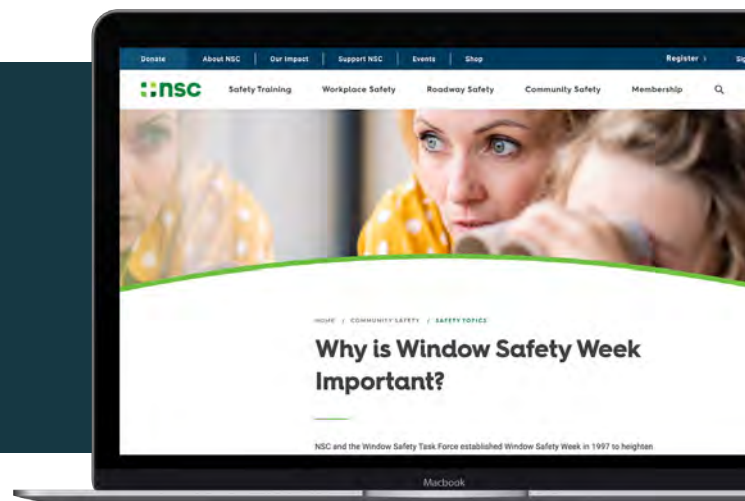 Donate About NSC Our Impact Support NSC Events Shop Register
nsc Safety Training Workplace Safety Roadway Safety Community Safety Membership
HOME / COMMUNITY SAFETY / SAFETY TOPICS
Why is Window Safety Week
Important?
NSC and the Window Safety Task Force established Window Safety Week in 1997 to heighten
Macbook